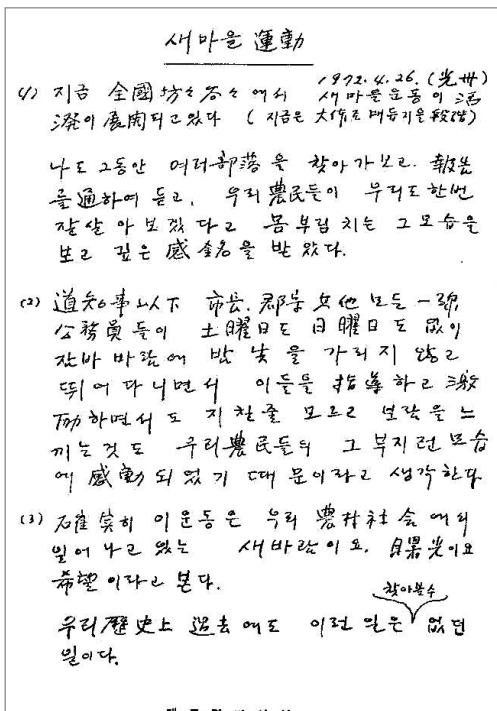 새마을 運動
1972. 4. 26. (光州)
(1) 지금 全國坊々谷々에서 새마을운동이 活
潑이 展開되고 있다 (지금은 大体로 매듭지을 段階)
나도 그동안 여러 部落을 찾아가보고. 報告
를 通하여 듣고, 우리 農民들이 우리도 한번
잘살아보겠다고 몸부림치는 그 모습을
보고 깊은 感銘을 받았다.
(2) 道知事以下 市長, 郡守 其他 모든 一線
公務員들이 土曜日도 日曜日도 없이
잔바 바람에 밤낮을 가리지 않고
뛰어다니면서 이들을 指導하고 激
励하면서도 지칠줄 모르고 보람을 느
끼는것도 우리 農民들의 그 부지런 모습
에 感動되었기 때문이라고 생각한다
(3) 確実히 이 운동은 우리 農村社会에서
일어나고 있는 새바람이요. 曙光이요
希望이라고 본다.
우리 歷史上 過去에도 이런 일은 찾아볼수 없던
일이다.